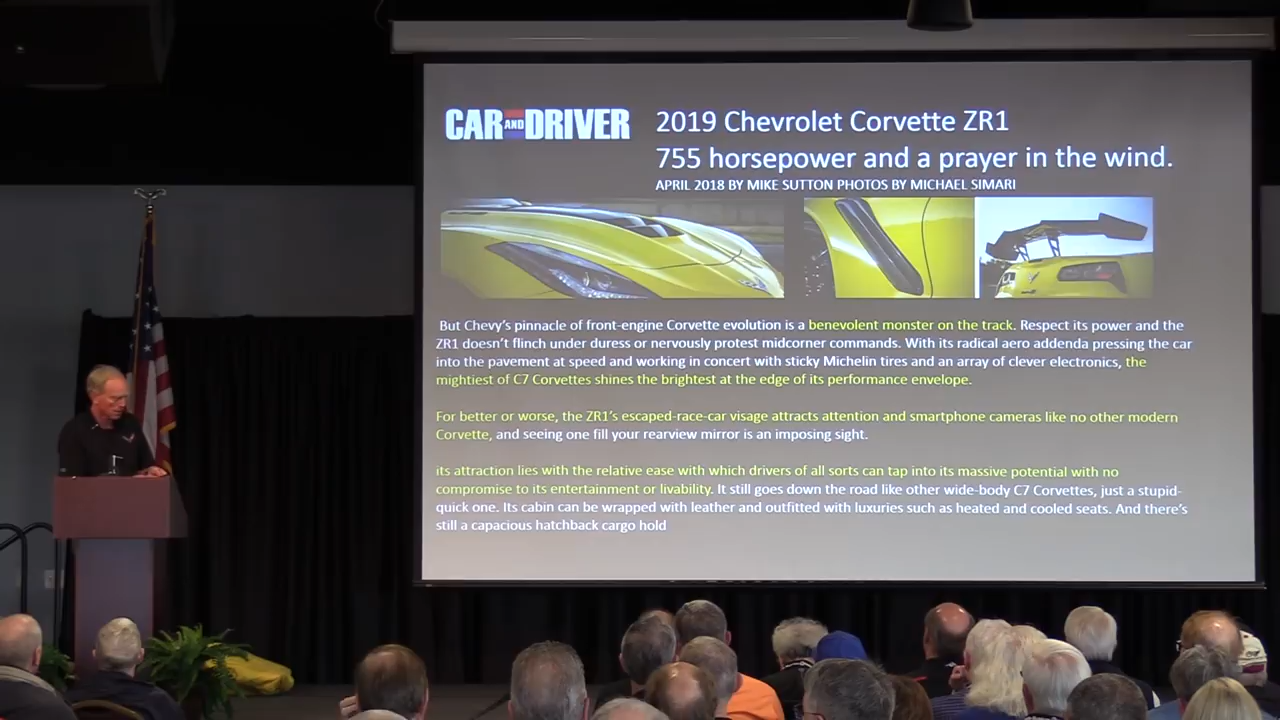 CAR AND DRIVER
2019 Chevrolet Corvette ZR1
755 horsepower and a prayer in the wind.
APRIL 2018 BY MIKE SUTTON PHOTOS BY MICHAEL SIMARI
But Chevy's pinnacle of front-engine Corvette evolution is a benevolent monster on the track. Respect its power and the
ZR1 doesn't flinch under duress or nervously protest midcorner commands. With its radical aero addenda pressing the car
into the pavement at speed and working in concert with sticky Michelin tires and an array of clever electronics, the
mightiest of C7 Corvettes shines the brightest at the edge of its performance envelope.
For better or worse, the ZR1's escaped-race-car visage attracts attention and smartphone cameras like no other modern
Corvette, and seeing one fill your rearview mirror is an imposing sight.
its attraction lies with the relative ease with which drivers of all sorts can tap into its massive potential with no
compromise to its entertainment or livability. It still goes down the road like other wide-body C7 Corvettes, just a stupid-
quick one. Its cabin can be wrapped with leather and outfitted with luxuries such as heated and cooled seats. And there's
still a capacious hatchback cargo hold